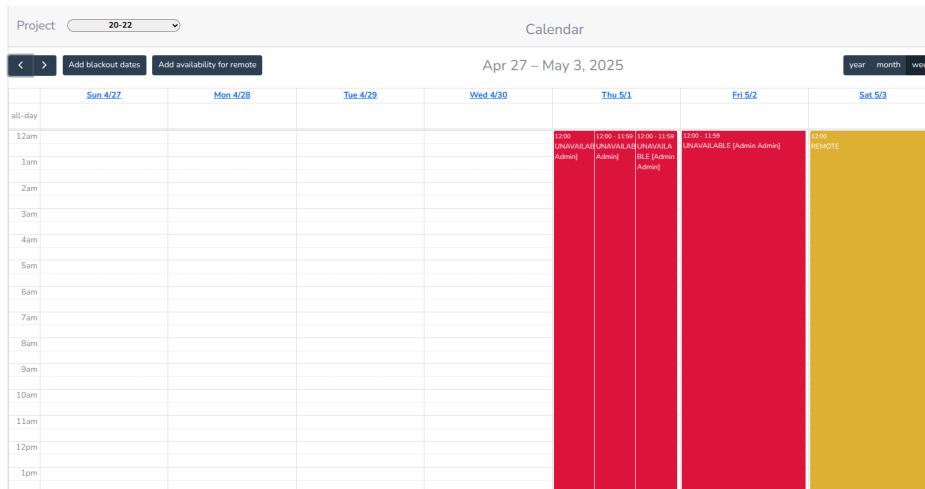 Project 20-22 Calendar
Add blackout dates Add availability for remote Apr 27 – May 3, 2025 year month
Sun 4/27 Mon 4/28 Tue 4/29 Wed 4/30 Thu 5/1 Fri 5/2 Sat 5/3
all-day
12am
12:00
UNAVAILAB
Admin]
12:00 - 11:59
UNAVAILAB
Admin]
12:00 - 11:59
UNAVAILA
BLE [Admin
Admin]
12:00 - 11:59
UNAVAILABLE [Admin Admin]
12:00
REMOTE
1am
2am
3am
4am
5am
6am
7am
8am
9am
10am
11am
12pm
1pm